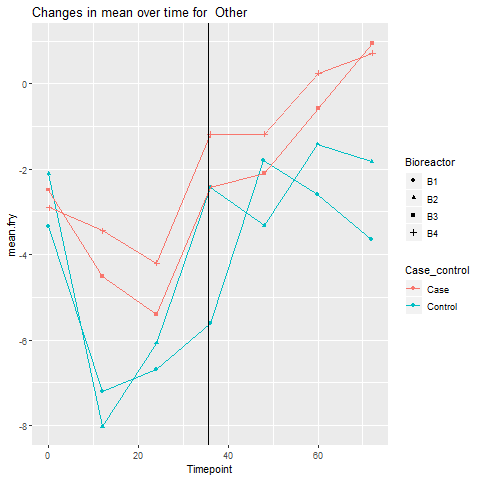 Changes in mean over time for  Other
mean.fry
0
-2
-4
-6
-8
0
20
40
60
Timepoint
Bioreactor
B1
B2
B3
B4
Case_control
Case
Control